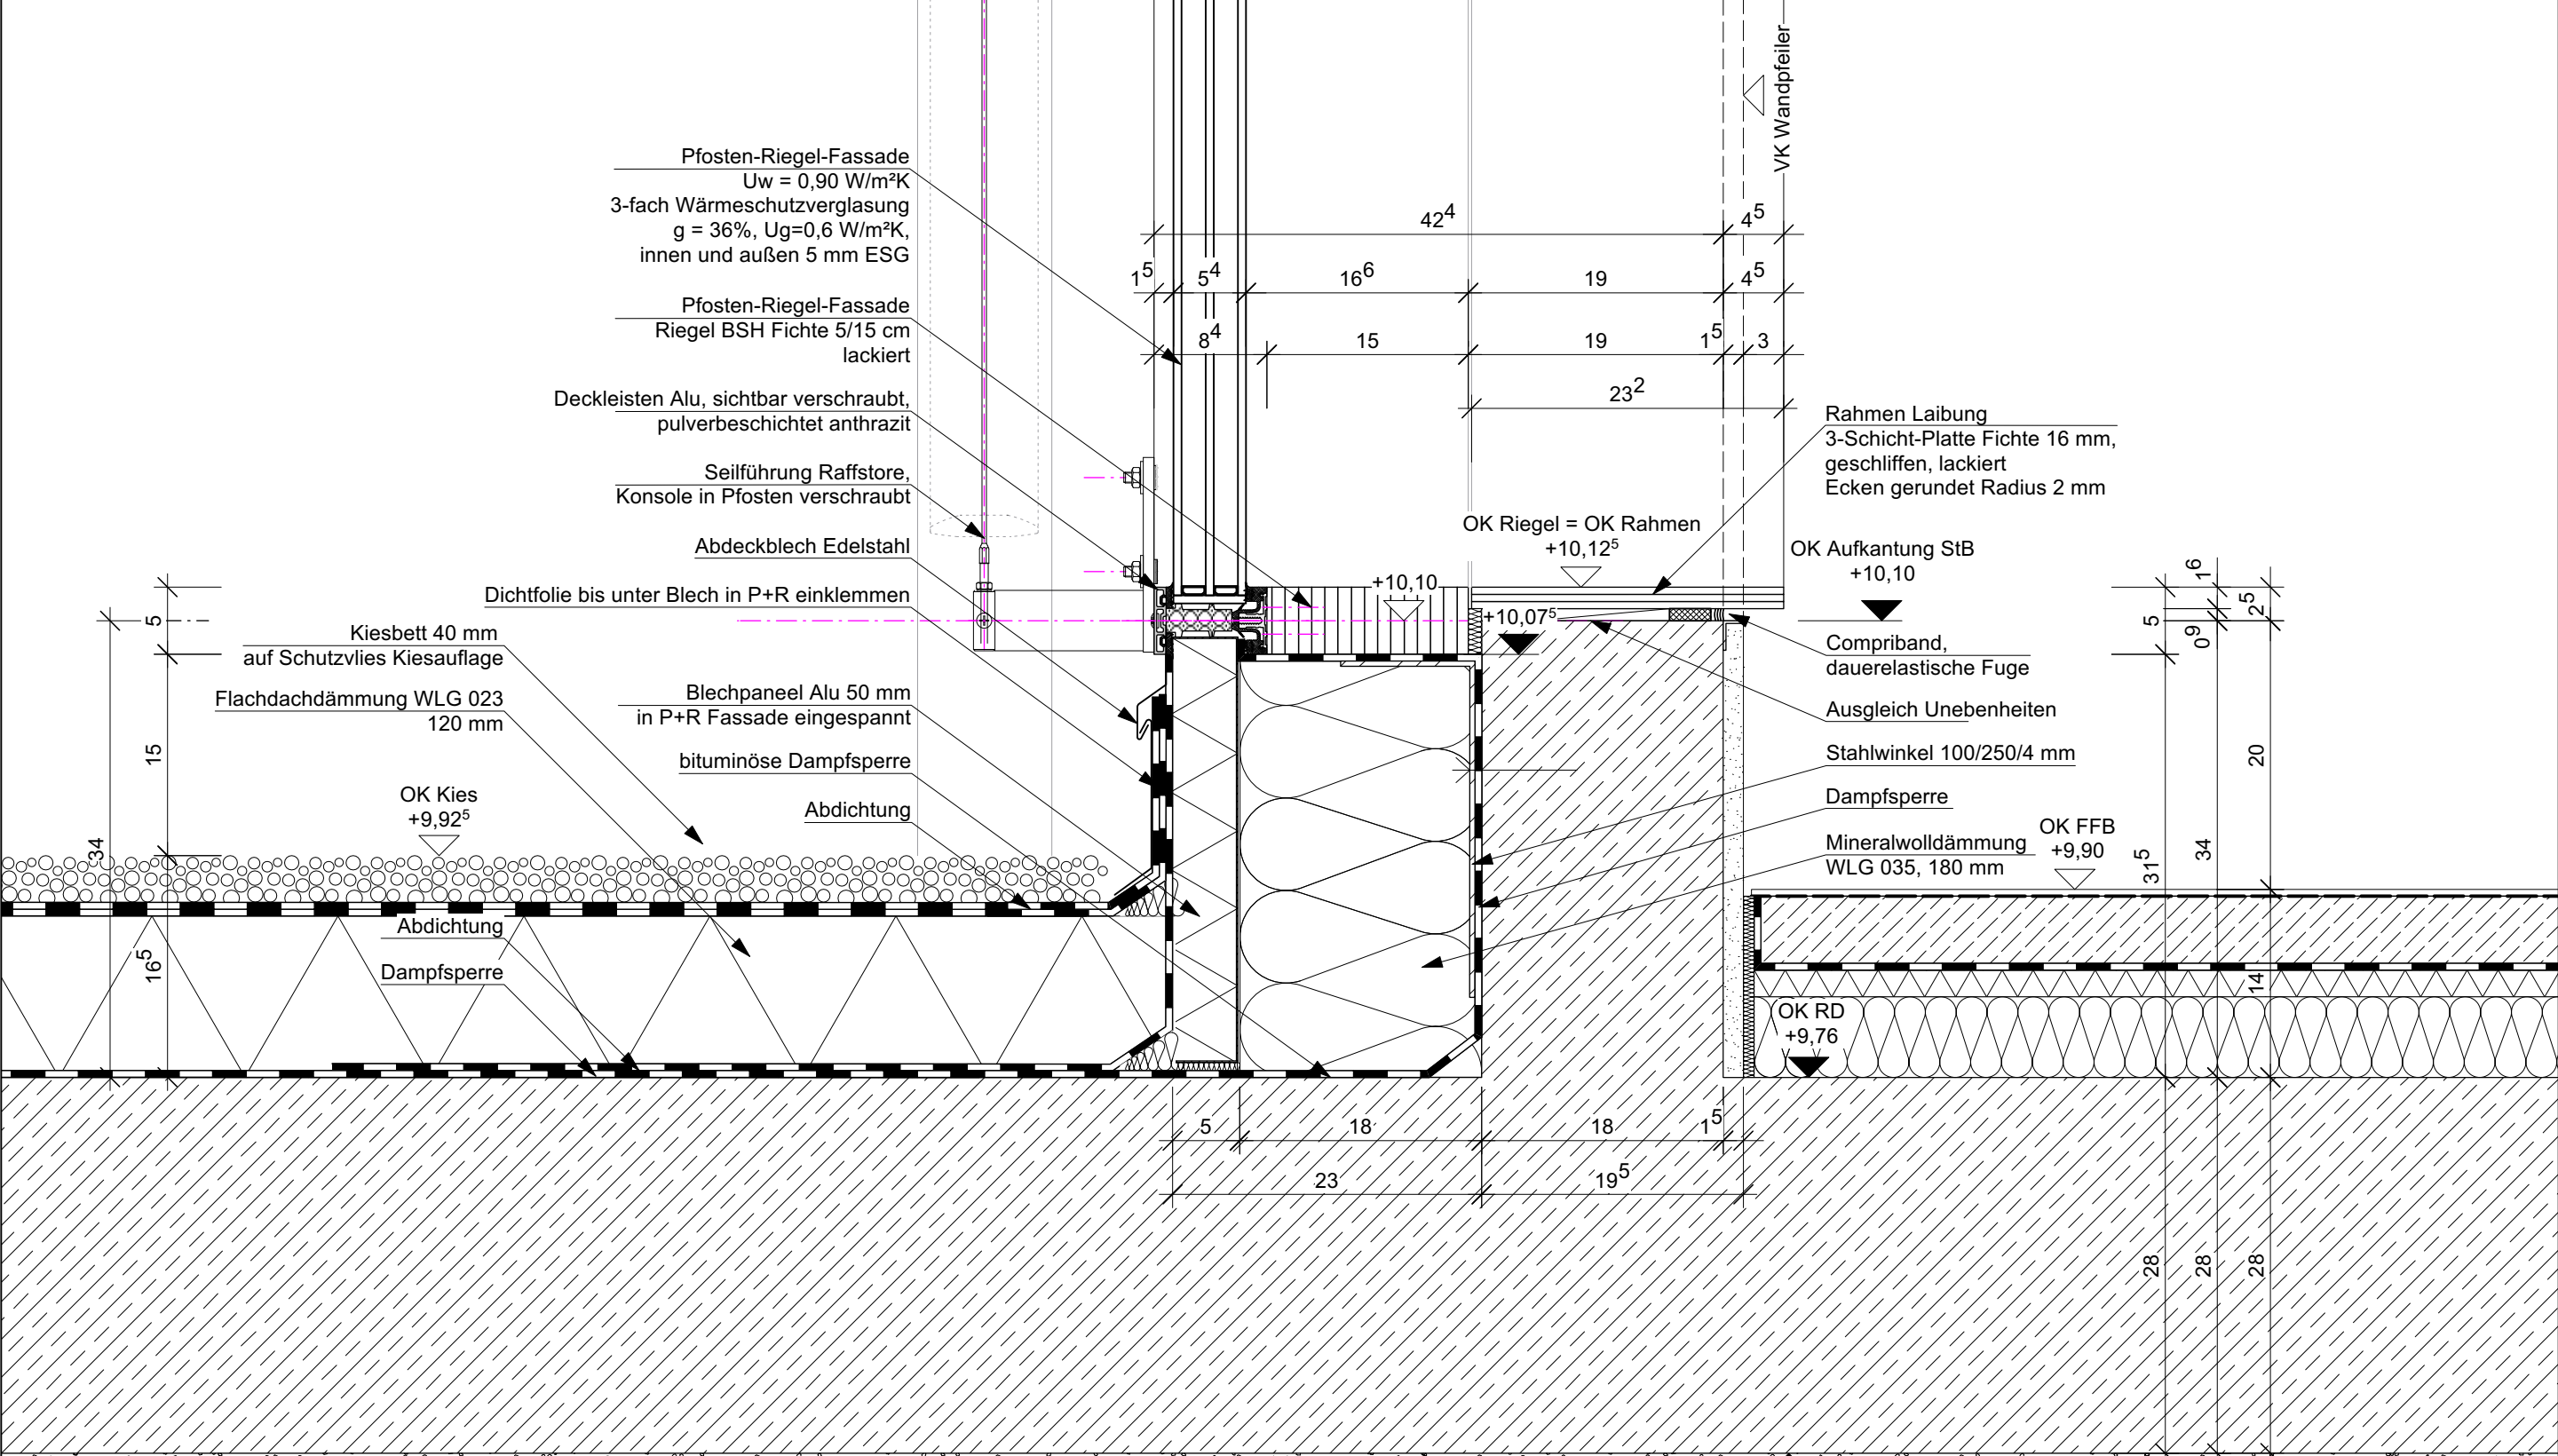 VK Wandpfeiler
Pfosten-Riegel-Fassade
Uw = 0,90 W/m²K
3-fach Wärmeschutzverglasung
g = 36%, Ug=0,6 W/m²K,
innen und außen 5 mm ESG
Pfosten-Riegel-Fassade
Riegel BSH Fichte 5/15 cm
lackiert
Deckleisten Alu, sichtbar verschraubt,
pulverbeschichtet anthrazit
Seilführung Raffstore,
Konsole in Pfosten verschraubt
Abdeckblech Edelstahl
Dichtfolie bis unter Blech in P+R einklemmen
Kiesbett 40 mm
auf Schutzvlies Kiesauflage
Flachdachdämmung WLG 023
120 mm
Blechpaneel Alu 50 mm
in P+R Fassade eingespannt
bituminöse Dampfsperre
Abdichtung
OK Kies
+9,92⁵
Abdichtung
Dampfsperre
5
15
34
16⁵
42⁴ 4⁵
1⁵ 5⁴ 16⁶ 19 4⁵
8⁴ 15 19 1⁵ 3
23²
Rahmen Laibung
3-Schicht-Platte Fichte 16 mm,
geschliffen, lackiert
Ecken gerundet Radius 2 mm
OK Riegel = OK Rahmen
+10,12⁵
OK Aufkantung StB
+10,10
+10,10
+10,07⁵
Compriband,
dauerelastische Fuge
Ausgleich Unebenheiten
Stahlwinkel 100/250/4 mm
Dampfsperre
Mineralwolldämmung
WLG 035, 180 mm
OK FFB
+9,90
OK RD
+9,76
1⁶
2⁵
5
0⁹
20
31⁵
34
14
5 18 18 1⁵
23 19⁵
28
28
28